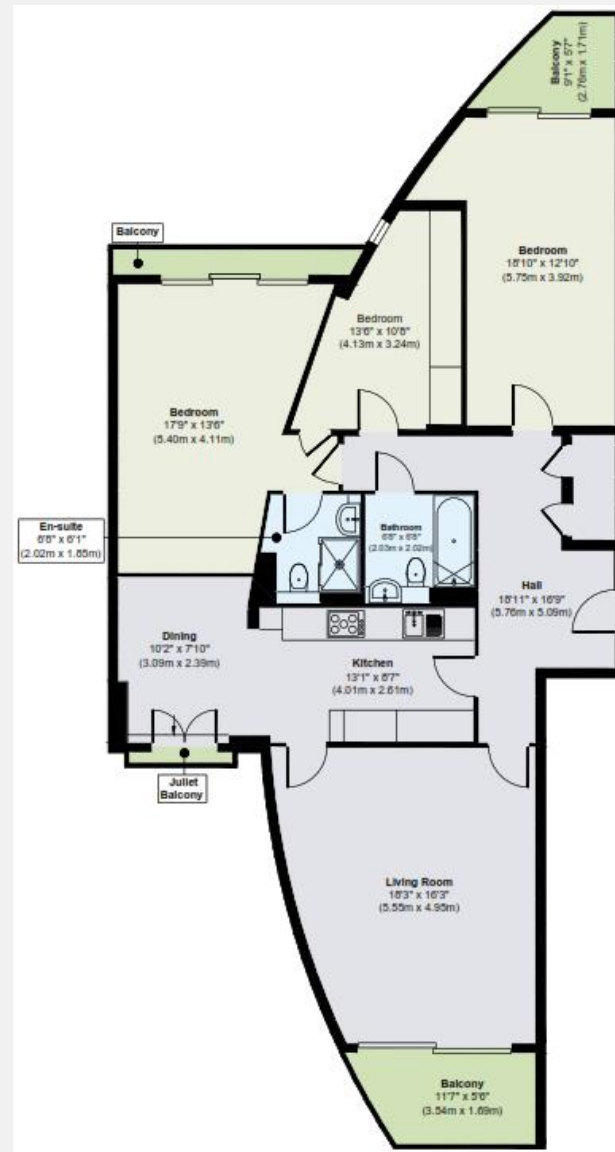 Balcony
9'1" x 5'7"
(2.76m x 1.71m)
Balcony
Bedroom
18'10" x 12'10"
(5.75m x 3.92m)
Bedroom
13'6" x 10'8"
(4.13m x 3.24m)
Bedroom
17'9" x 13'6"
(5.40m x 4.11m)
En-suite
6'8" x 6'1"
(2.02m x 1.85m)
Bathroom
6'8" x 6'8"
(2.03m x 2.02m)
Hall
18'11" x 16'9"
(5.76m x 5.09m)
Dining
10'2" x 7'10"
(3.09m x 2.39m)
Kitchen
13'1" x 8'7"
(4.01m x 2.61m)
Juliet
Balcony
Living Room
18'3" x 16'3"
(5.55m x 4.95m)
Balcony
11'7" x 5'6"
(3.54m x 1.69m)